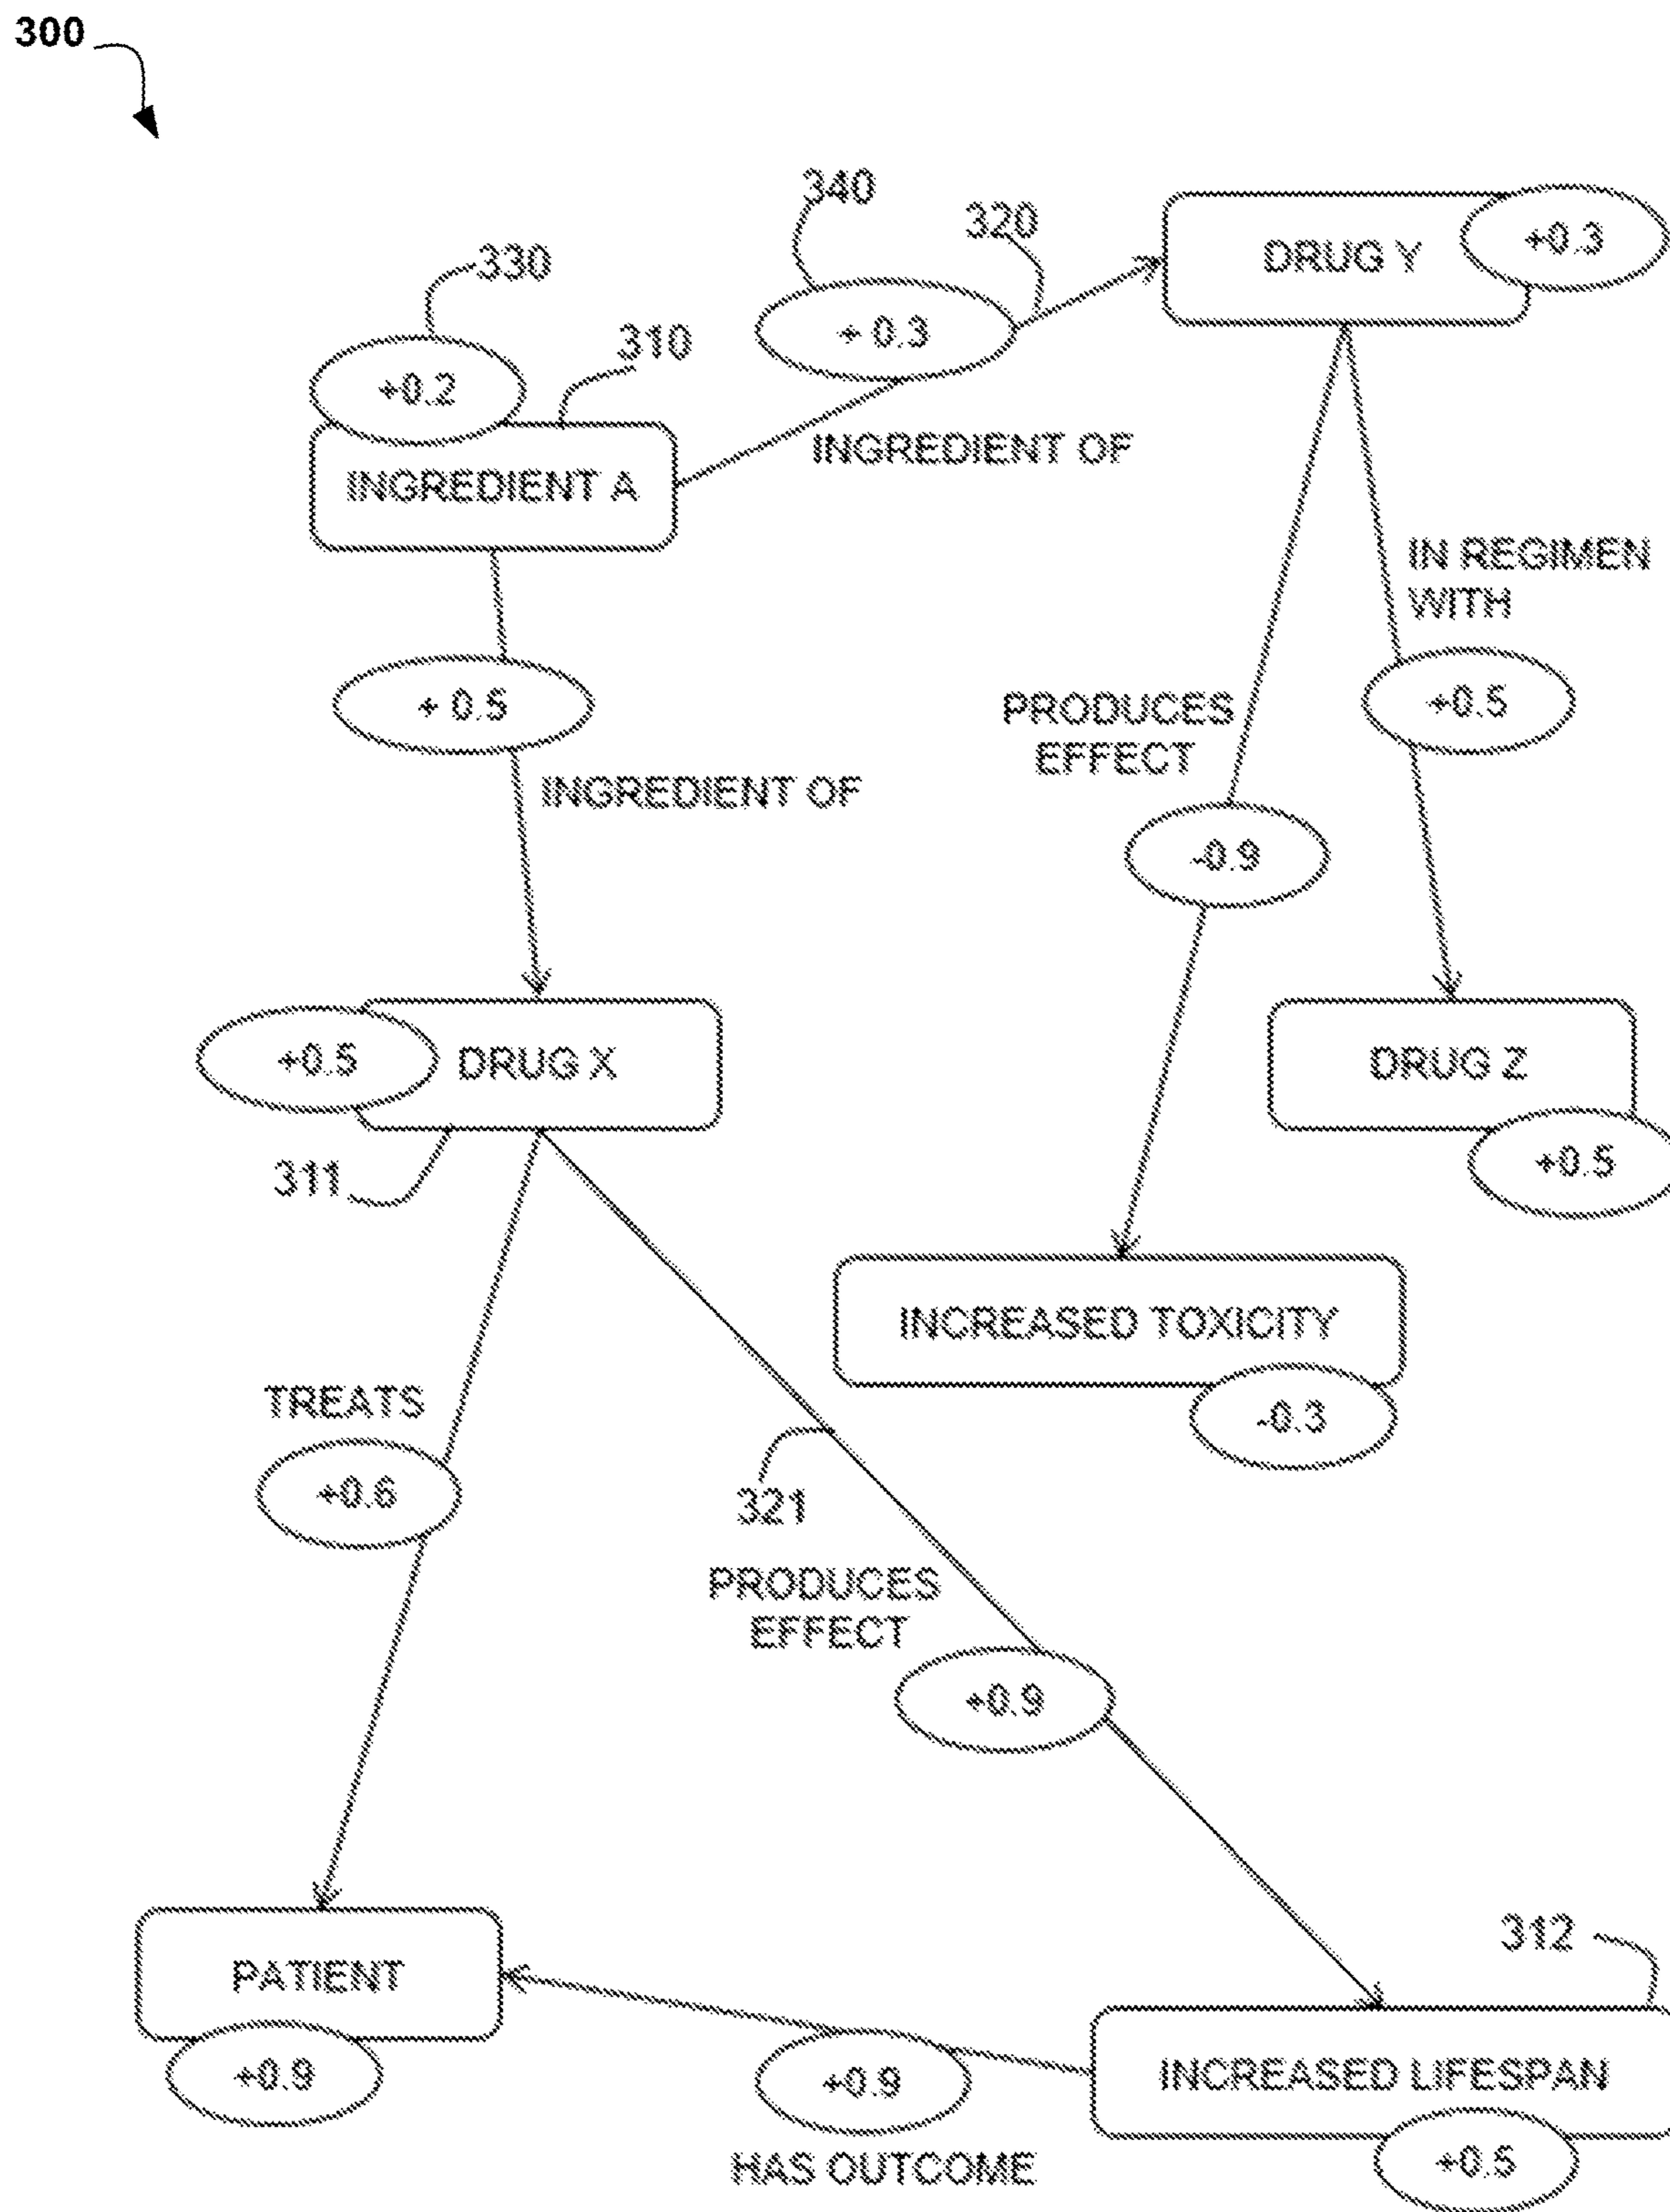 300
340
320
DRUG Y
+0.3
330
310
+ 0.3
+0.2
INGREDIENT OF
INGREDIENT A
IN REGIMEN
WITH
+ 0.5
PRODUCES
EFFECT
+0.5
INGREDIENT OF
-0.9
+0.5
DRUG X
DRUG Z
311
+0.5
INCREASED TOXICITY
TREATS
-0.3
+0.6
321
PRODUCES
EFFECT
+0.9
312
PATIENT
+0.9
+0.9
INCREASED LIFESPAN
HAS OUTCOME
+0.5